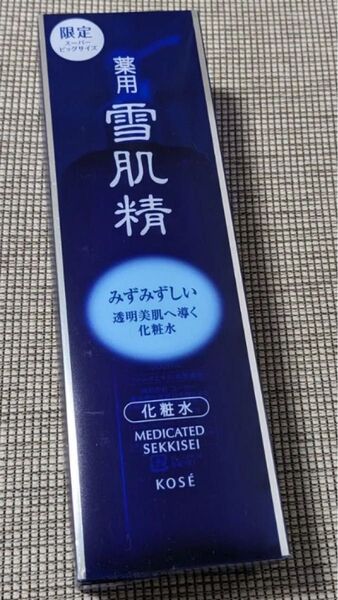 限定
スーパー
ビッグサイズ
薬用
雪肌精
みずみずしい
透明美肌へ導く
化粧水
化粧水
MEDICATED
SEKKISEI
KOSÉ